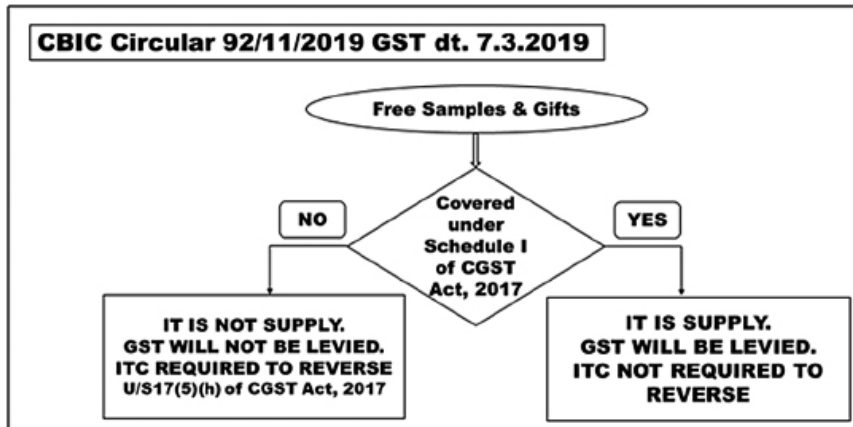 CBIC Circular 92/11/2019 GST dt. 7.3.2019
Free Samples & Gifts
Covered
under
Schedule I
of CGST
Act, 2017
NO
YES
IT IS NOT SUPPLY.
GST WILL NOT BE LEVIED.
ITC REQUIRED TO REVERSE
U/S17(5)(h) of CGST Act, 2017
IT IS SUPPLY.
GST WILL BE LEVIED.
ITC NOT REQUIRED TO
REVERSE